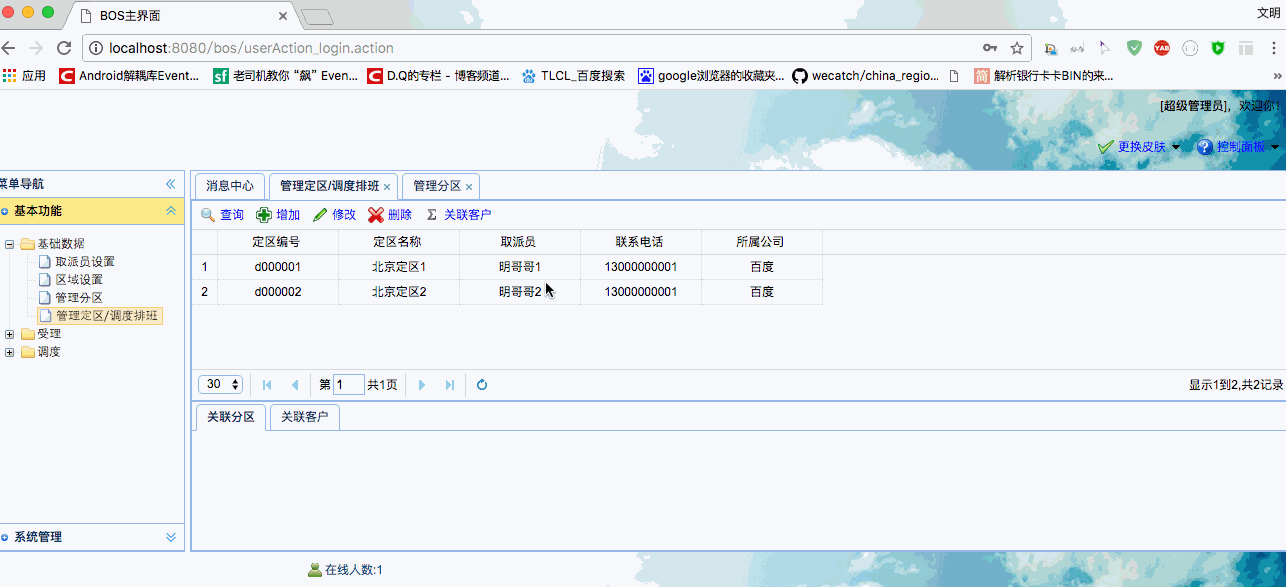 BOS主界面
文明
localhost:8080/bos/userAction_login.action
应用 Android解耦库Event... 老司机教你“飙”Even... D.Q的专栏 - 博客频道... TLCL_百度搜索 google浏览器的收藏夹... wecatch/china_regio... 简 解析银行卡卡BIN的来... »
[超级管理员]，欢迎你！
更换皮肤 控制面板
菜单导航
基本功能
基础数据
取派员设置
区域设置
管理分区
管理定区/调度排班
受理
调度
系统管理
消息中心 管理定区/调度排班 管理分区
查询 增加 修改 删除 Σ 关联客户
定区编号 定区名称 取派员 联系电话 所属公司
1 d000001 北京定区1 明哥哥1 13000000001 百度
2 d000002 北京定区2 明哥哥2 13000000001 百度
30 第 1 共1页 显示1到2,共2记录
关联分区 关联客户
在线人数:1